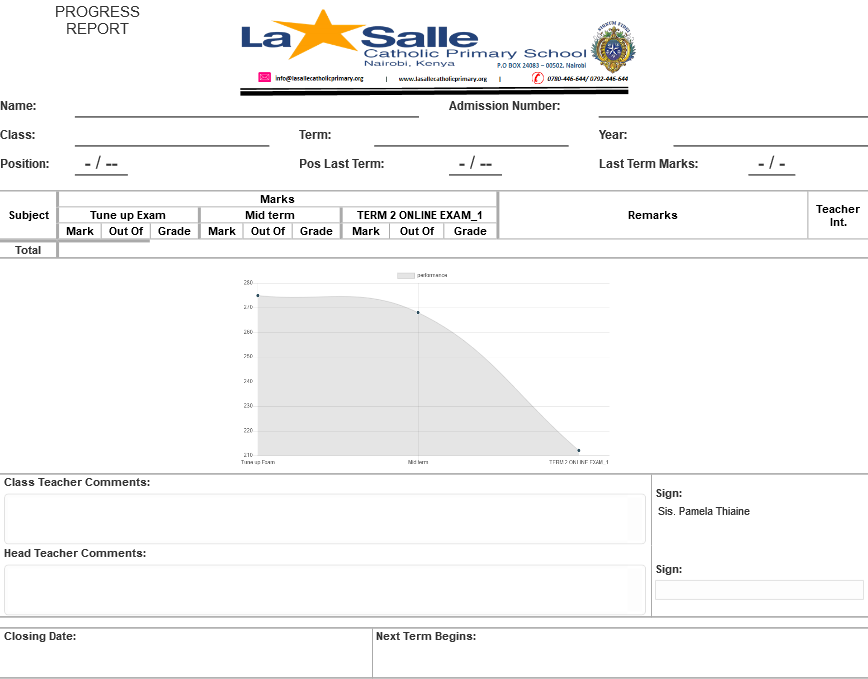 PROGRESS
REPORT
La Salle
Catholic Primary School
Nairobi, Kenya
P.O BOX 24083 – 00502, Nairobi
info@lasallecatholicprimary.org | www.lasallecatholicprimary.org | 0780-446-644/ 0792-446-644
Name: Admission Number:
Class: Term: Year:
Position: - / -- Pos Last Term: - / -- Last Term Marks: - / -
Marks
Subject Tune up Exam Mid term TERM 2 ONLINE EXAM_1 Remarks Teacher Int.
Mark Out Of Grade Mark Out Of Grade Mark Out Of Grade
Total
performance
280
270
260
250
240
230
220
210
Tune up Exam Mid term TERM 2 ONLINE EXAM_1
Class Teacher Comments:
Sign:
Sis. Pamela Thiaine
Head Teacher Comments:
Sign:
Closing Date: Next Term Begins: